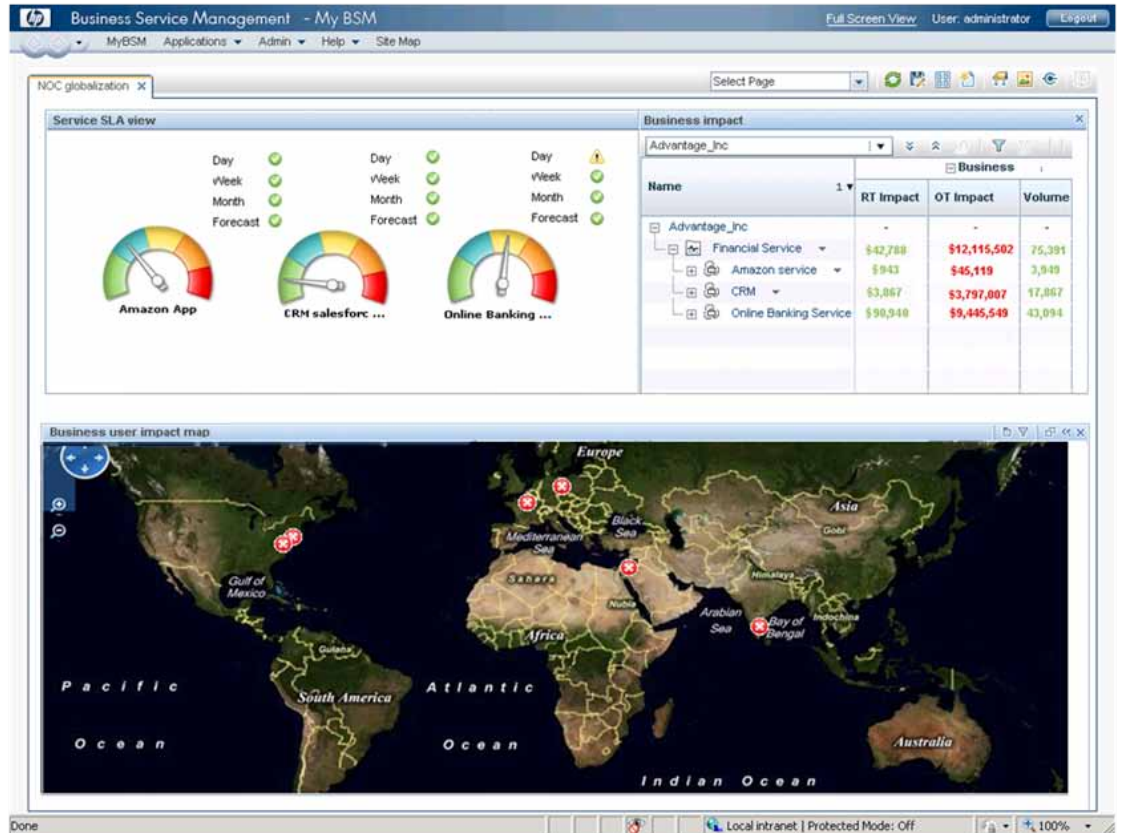 hp Business Service Management - My BSM Full Screen View User: administrator Logout
MyBSM Applications Admin Help Site Map
NOC globalization Select Page
Service SLA view
Day Day Day
Week Week Week
Month Month Month
Forecast Forecast Forecast
Amazon App CRM salesforc ... Online Banking ...
Business impact
Advantage_Inc
Business
Name 1 RT Impact OT Impact Volume
Advantage_Inc - - -
Financial Service $42,788 $12,115,502 75,391
Amazon service $943 $45,119 3,949
CRM $3,867 $3,797,007 17,867
Online Banking Service $90,940 $9,445,549 43,094
Business user impact map
Europe
Asia
Black Sea
Gobi
Mediterranean Sea
Gulf of Mexico
Sahara
Himalaya
Nubia
Arabian Sea
Bay of Bengal
Indochina
Africa
Guiana
South America
Pacific Ocean
Atlantic Ocean
Australia
Indian Ocean
Done Local intranet | Protected Mode: Off 100%